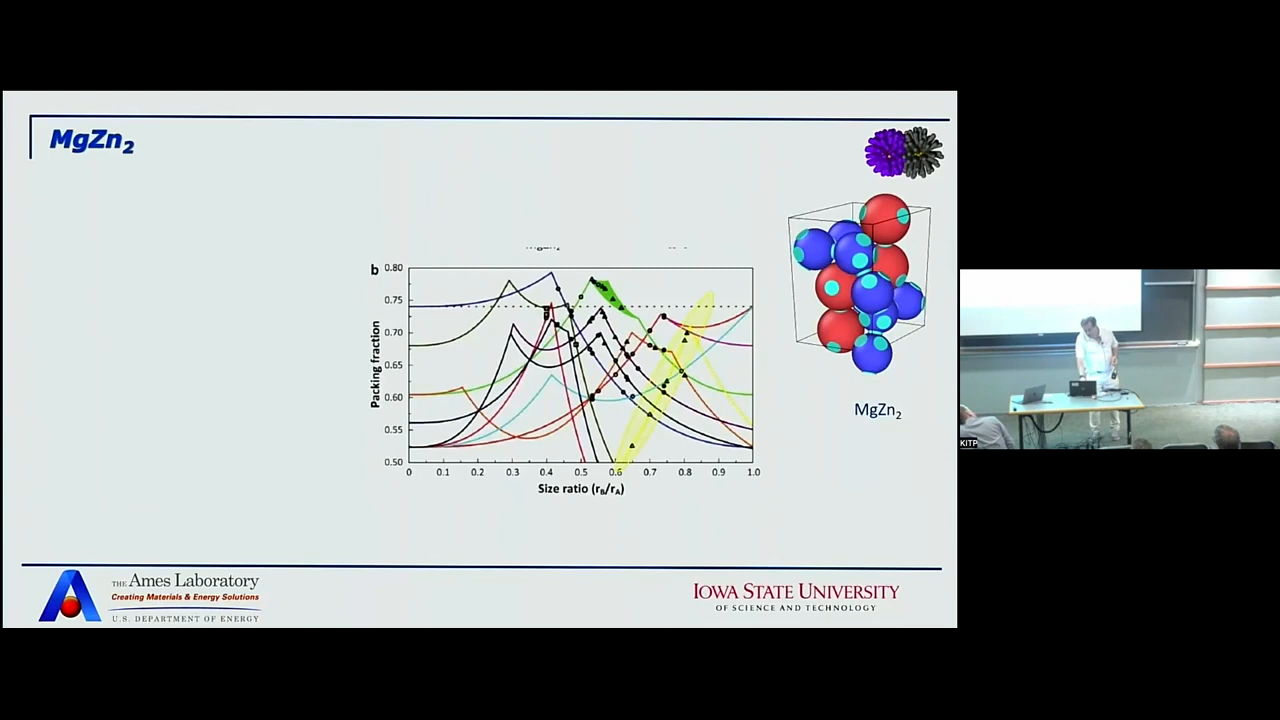 MgZn₂
MgZn₂
b
0.80
0.75
0.70
0.65
0.60
0.55
0.50
Packing fraction
0 0.1 0.2 0.3 0.4 0.5 0.6 0.7 0.8 0.9 1.0
Size ratio (rB/rA)
MgZn₂
THE Ames Laboratory
Creating Materials & Energy Solutions
U.S. DEPARTMENT OF ENERGY
IOWA STATE UNIVERSITY
OF SCIENCE AND TECHNOLOGY
KITP